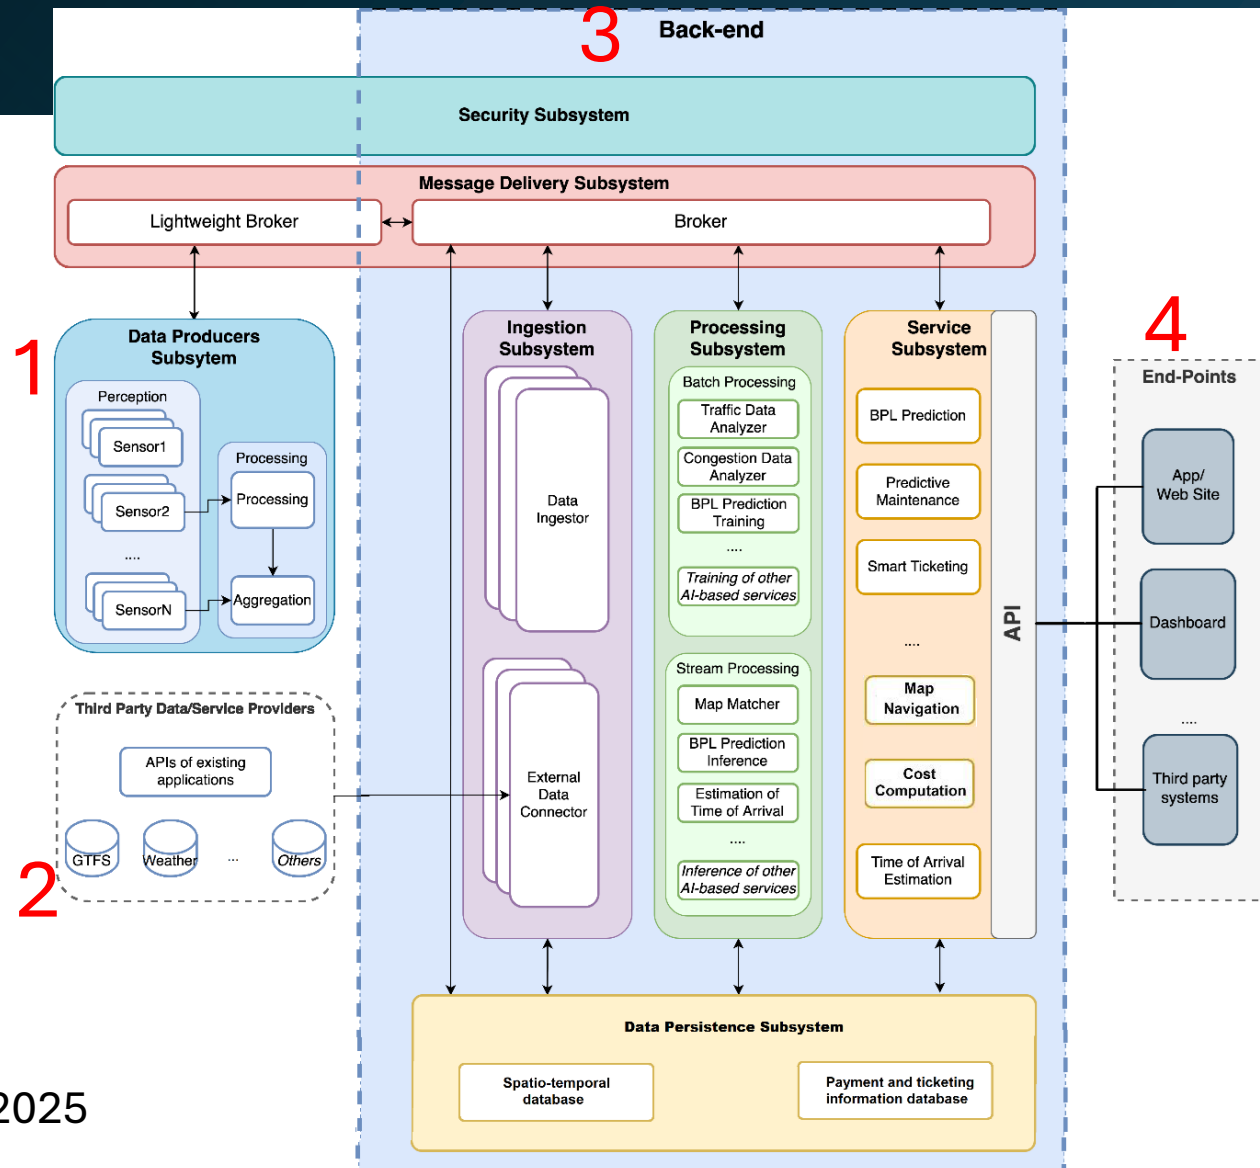 3
Back-end
Security Subsystem
Message Delivery Subsystem
Lightweight Broker
Broker
1
Data Producers
Subsytem
Perception
Sensor1
Sensor2
....
SensorN
Processing
Processing
Aggregation
Third Party Data/Service Providers
APIs of existing
applications
GTFS
Weather
...
Others
2
Ingestion
Subsystem
Data
Ingestor
External
Data
Connector
Processing
Subsystem
Batch Processing
Traffic Data
Analyzer
Congestion Data
Analyzer
BPL Prediction
Training
....
Training of other
AI-based services
Stream Processing
Map Matcher
BPL Prediction
Inference
Estimation of
Time of Arrival
....
Inference of other
AI-based services
Service
Subsystem
BPL Prediction
Predictive
Maintenance
Smart Ticketing
....
Map
Navigation
Cost
Computation
Time of Arrival
Estimation
API
4
End-Points
App/
Web Site
Dashboard
....
Third party
systems
Data Persistence Subsystem
Spatio-temporal
database
Payment and ticketing
information database
2025